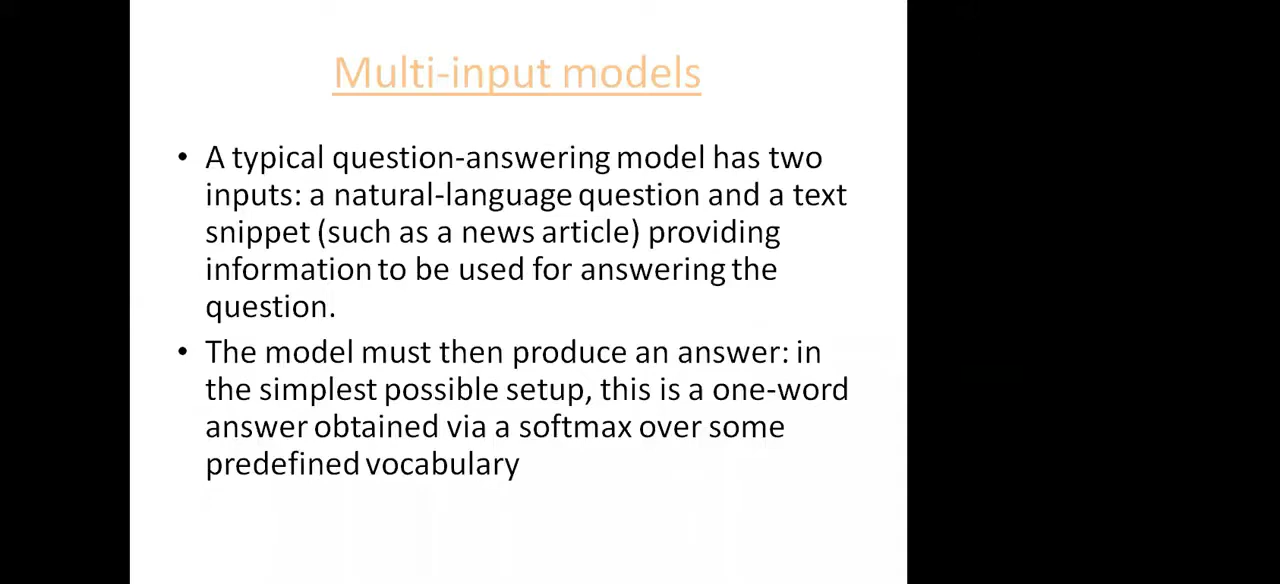 Multi-input models
• A typical question-answering model has two
inputs: a natural-language question and a text
snippet (such as a news article) providing
information to be used for answering the
question.
• The model must then produce an answer: in
the simplest possible setup, this is a one-word
answer obtained via a softmax over some
predefined vocabulary